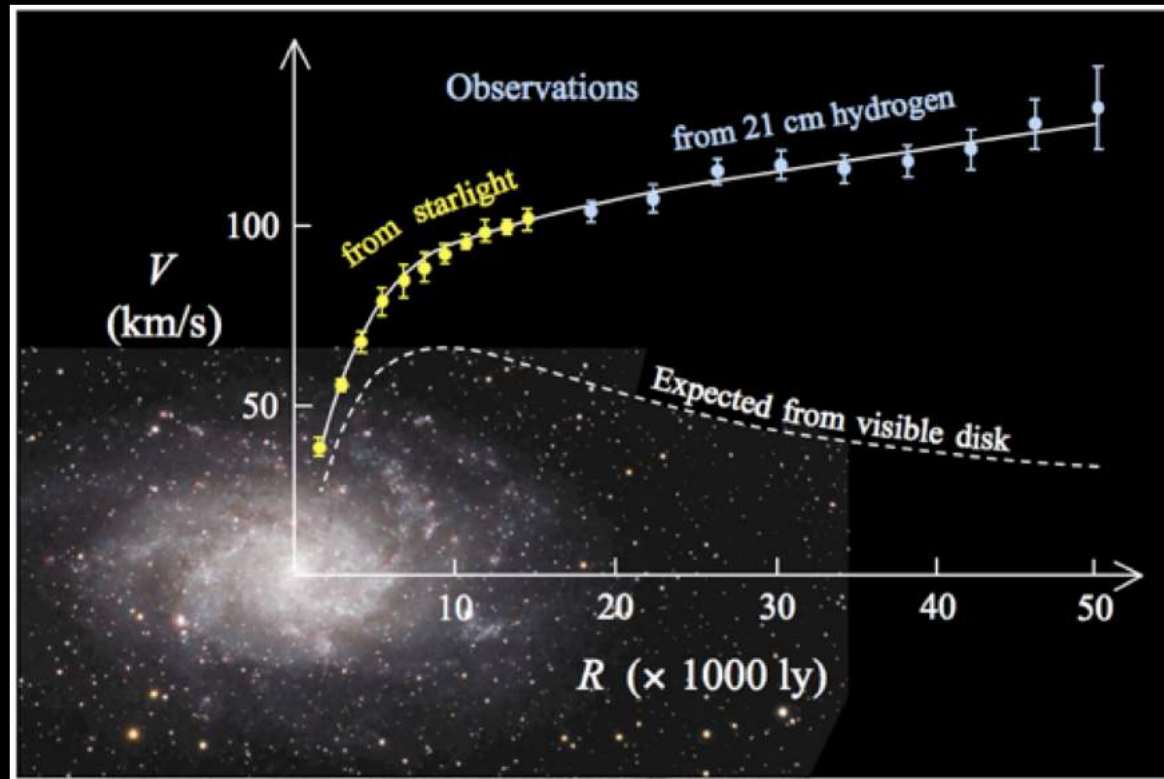 Observations
from 21 cm hydrogen
from starlight
100
V
(km/s)
50
Expected from visible disk
10 20 30 40 50
R (× 1000 ly)